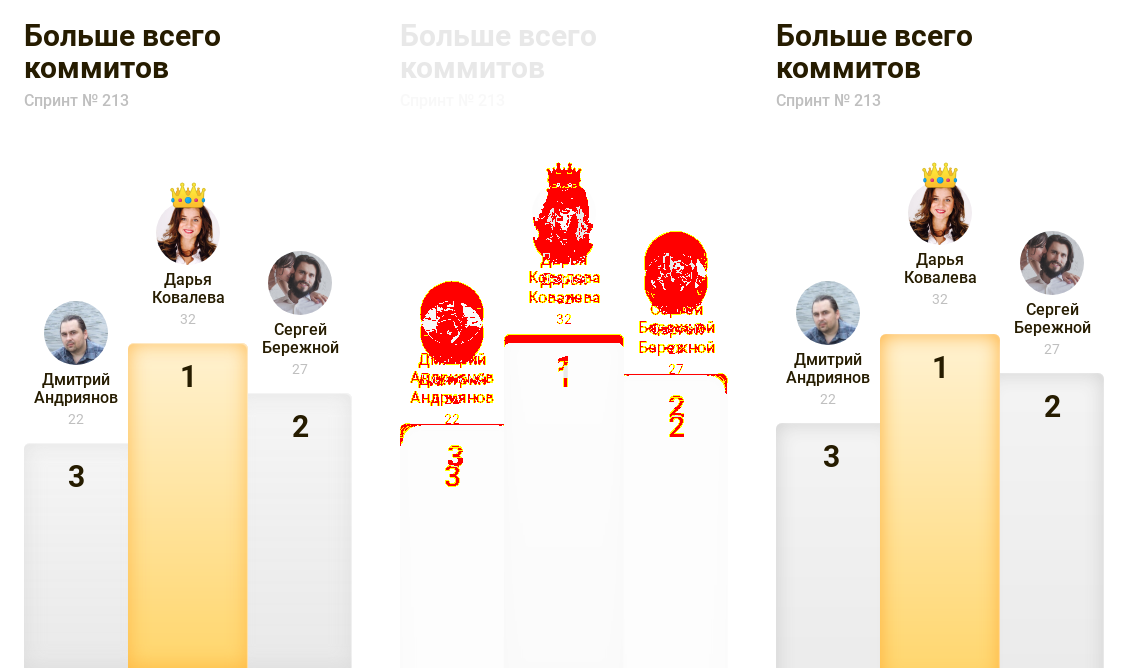 Больше всего
коммитов
Спринт № 213
Дарья
Ковалева
32
Сергей
Бережной
27
Дмитрий
Андриянов
22
1
2
3
Больше всего
коммитов
Спринт № 213
Дарья
Ковалева
32
Сергей
Бережной
27
Андриянов
22
1
2
2
3
3
Больше всего
коммитов
Спринт № 213
Дарья
Ковалева
32
Сергей
Бережной
27
Дмитрий
Андриянов
22
1
2
3